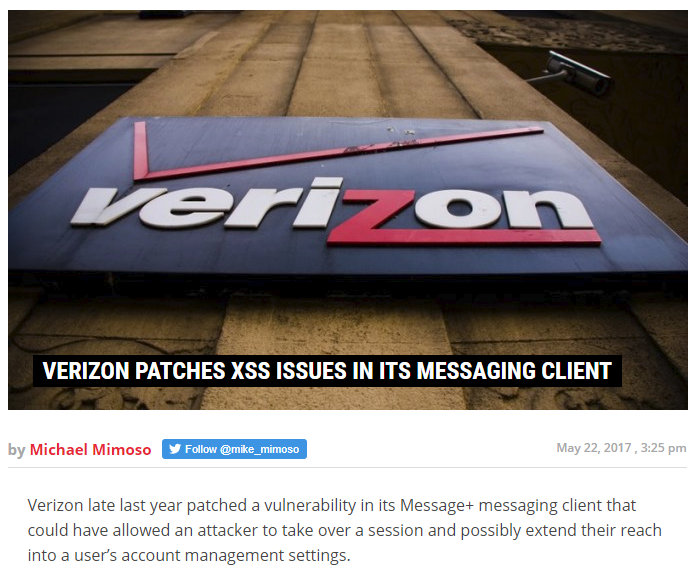 verizon
VERIZON PATCHES XSS ISSUES IN ITS MESSAGING CLIENT
by Michael Mimoso Follow @mike_mimoso May 22, 2017 , 3:25 pm
Verizon late last year patched a vulnerability in its Message+ messaging client that
could have allowed an attacker to take over a session and possibly extend their reach
into a user’s account management settings.